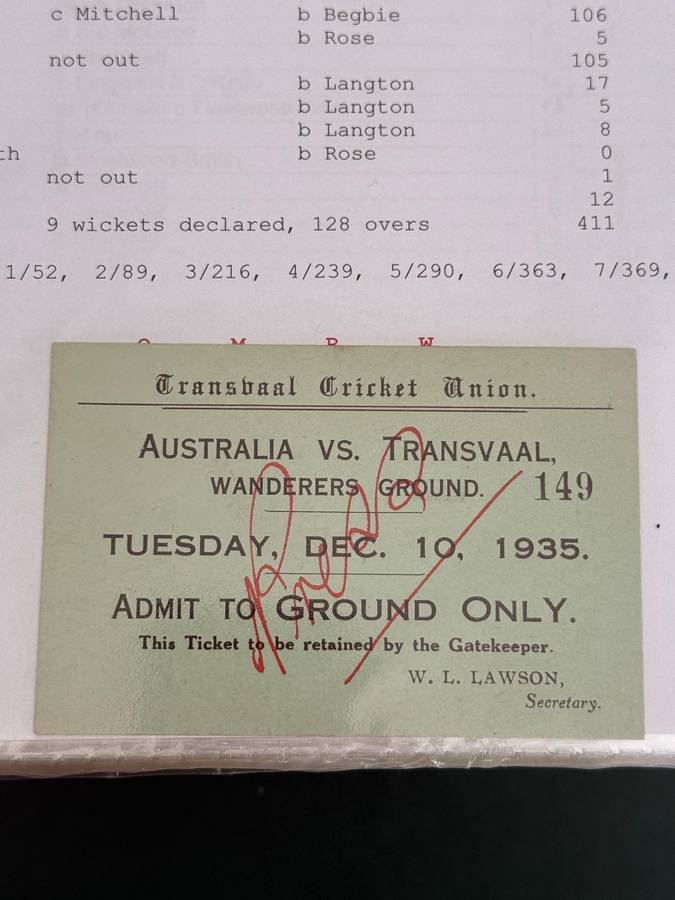 c Mitchell b Begbie 106
b Rose 5
not out 105
b Langton 17
b Langton 5
b Langton 8
th b Rose 0
not out 1
12
9 wickets declared, 128 overs 411
1/52, 2/89, 3/216, 4/239, 5/290, 6/363, 7/369,
O M R W
Transvaal Cricket Union.
AUSTRALIA VS. TRANSVAAL,
WANDERERS GROUND. 149
TUESDAY, DEC. 10, 1935.
ADMIT TO GROUND ONLY.
This Ticket to be retained by the Gatekeeper.
W. L. LAWSON,
Secretary.
Press